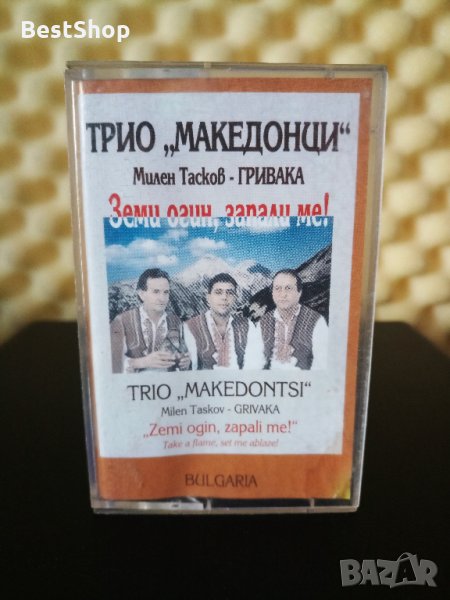 BestShop
ТРИО „МАКЕДОНЦИ“
Милен Тасков - ГРИВАКА
Земи огин, запали ме!
TRIO „MAKEDONTSI“
Milen Taskov - GRIVAKA
„Zemi ogin, zapali me!“
Take a flame, set me ablaze!
BULGARIA
BAZAR